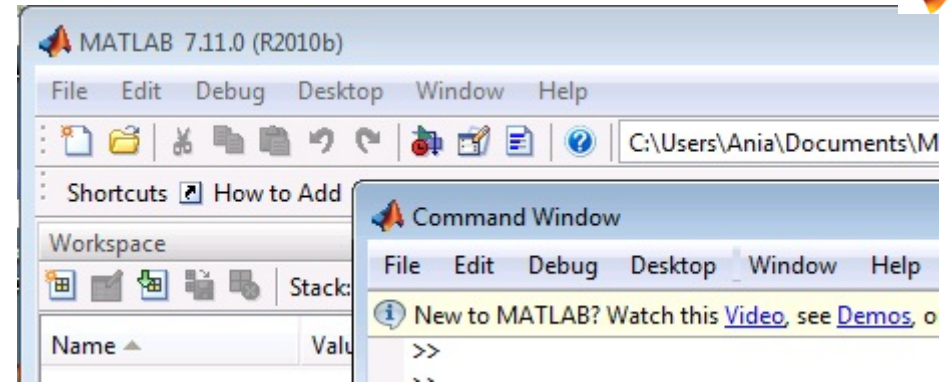 MATLAB 7.11.0 (R2010b)
File Edit Debug Desktop Window Help
C:\Users\Ania\Documents\M
Shortcuts How to Add
Workspace
Stack:
Name Valu
Command Window
File Edit Debug Desktop Window Help
New to MATLAB? Watch this Video, see Demos, o
>>
>>